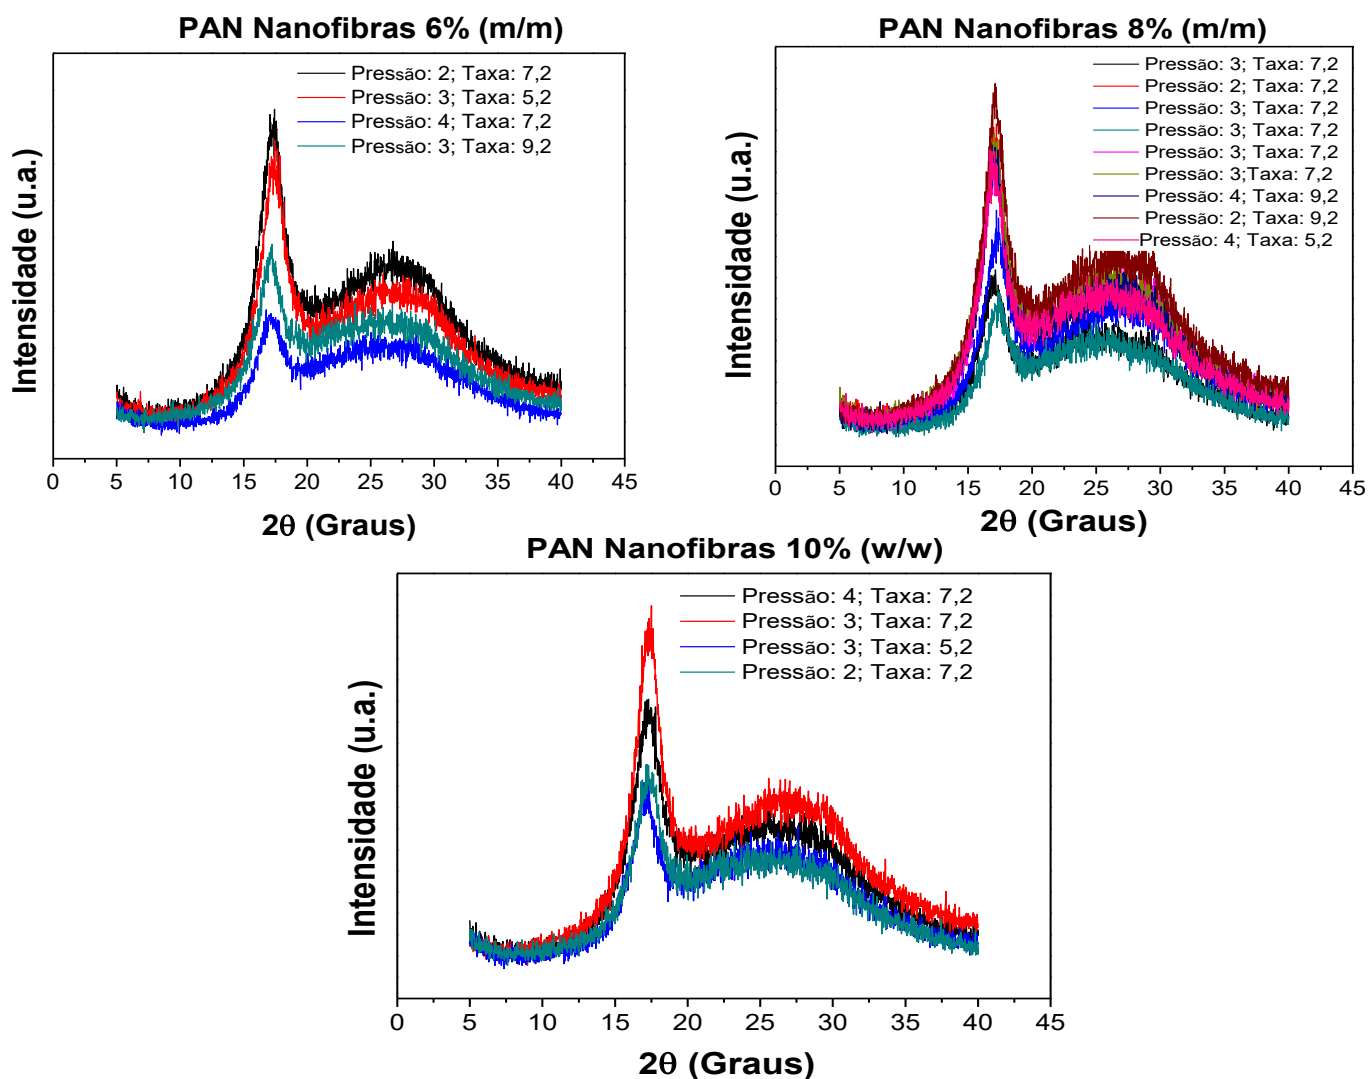 PAN Nanofibras 6% (m/m)
Pressão: 2; Taxa: 7,2
Pressão: 3; Taxa: 5,2
Pressão: 4; Taxa: 7,2
Pressão: 3; Taxa: 9,2
Intensidade (u.a.)
0 5 10 15 20 25 30 35 40 45
2θ (Graus)
PAN Nanofibras 8% (m/m)
Pressão: 3; Taxa: 7,2
Pressão: 2; Taxa: 7,2
Pressão: 3; Taxa: 7,2
Pressão: 3; Taxa: 7,2
Pressão: 3; Taxa: 7,2
Pressão: 3;Taxa: 7,2
Pressão: 4; Taxa: 9,2
Pressão: 2; Taxa: 9,2
Pressão: 4; Taxa: 5,2
Intensidade (u.a.)
0 5 10 15 20 25 30 35 40 45
2θ (Graus)
PAN Nanofibras 10% (w/w)
Pressão: 4; Taxa: 7,2
Pressão: 3; Taxa: 7,2
Pressão: 3; Taxa: 5,2
Pressão: 2; Taxa: 7,2
Intensidade (u.a.)
0 5 10 15 20 25 30 35 40 45
2θ (Graus)